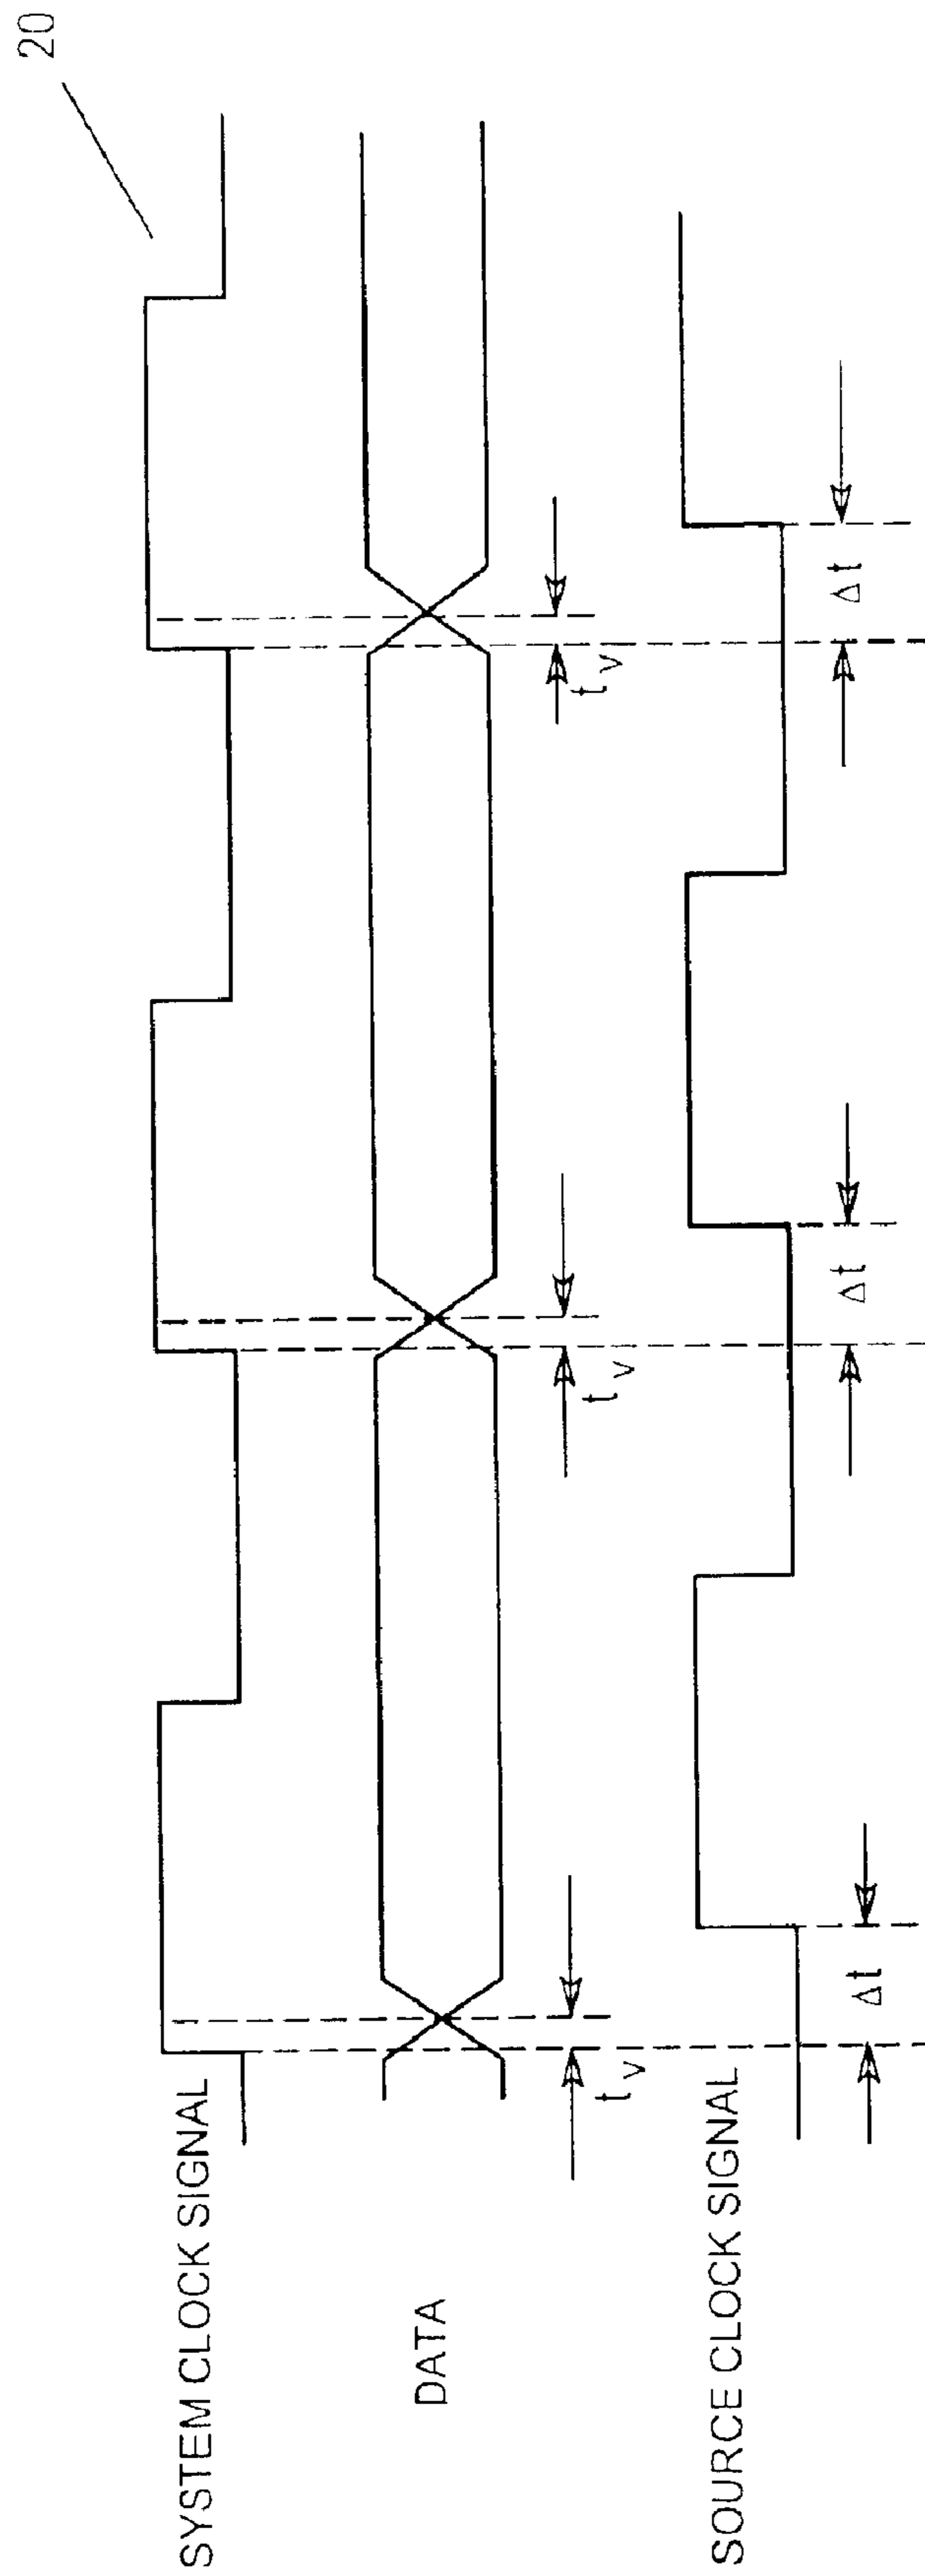 20
SYSTEM CLOCK SIGNAL
DATA
tv
tv
tv
SOURCE CLOCK SIGNAL
Δt
Δt
Δt